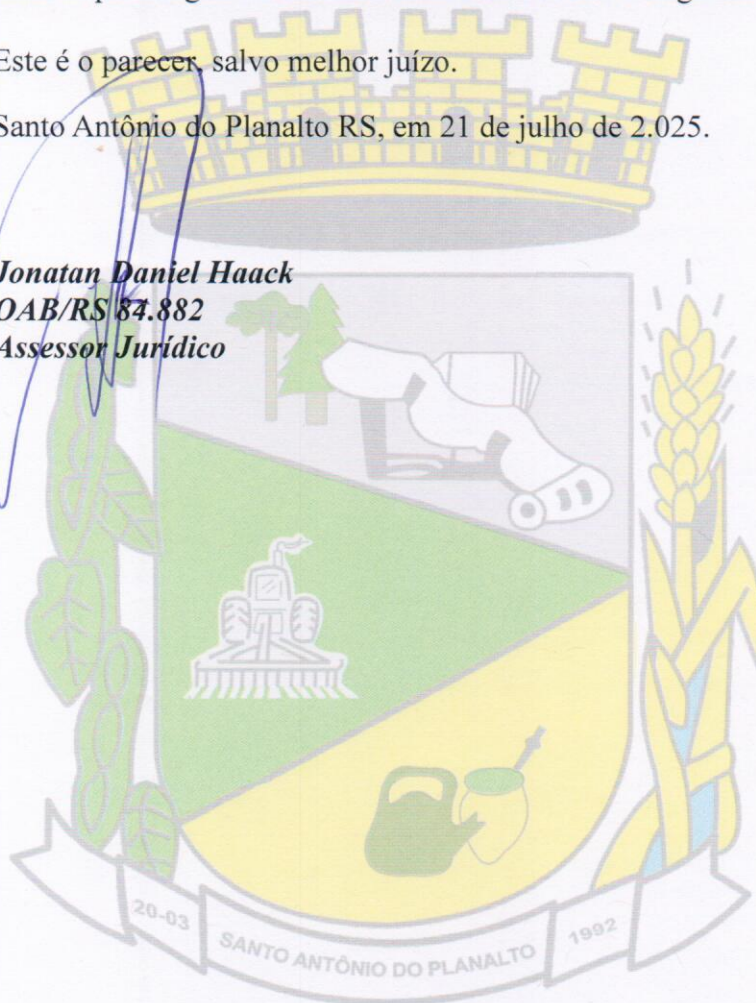 Este é o parecer, salvo melhor juízo.
Santo Antônio do Planalto RS, em 21 de julho de 2.025.
Jonatan Daniel Haack
OAB/RS 84.882
Assessor Jurídico
20-03
SANTO ANTÔNIO DO PLANALTO
1992